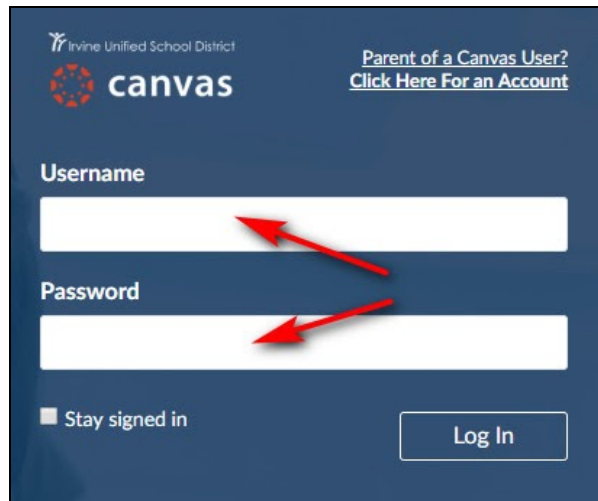 Irvine Unified School District
canvas
Parent of a Canvas User?
Click Here For an Account
Username
Password
Stay signed in
Log In